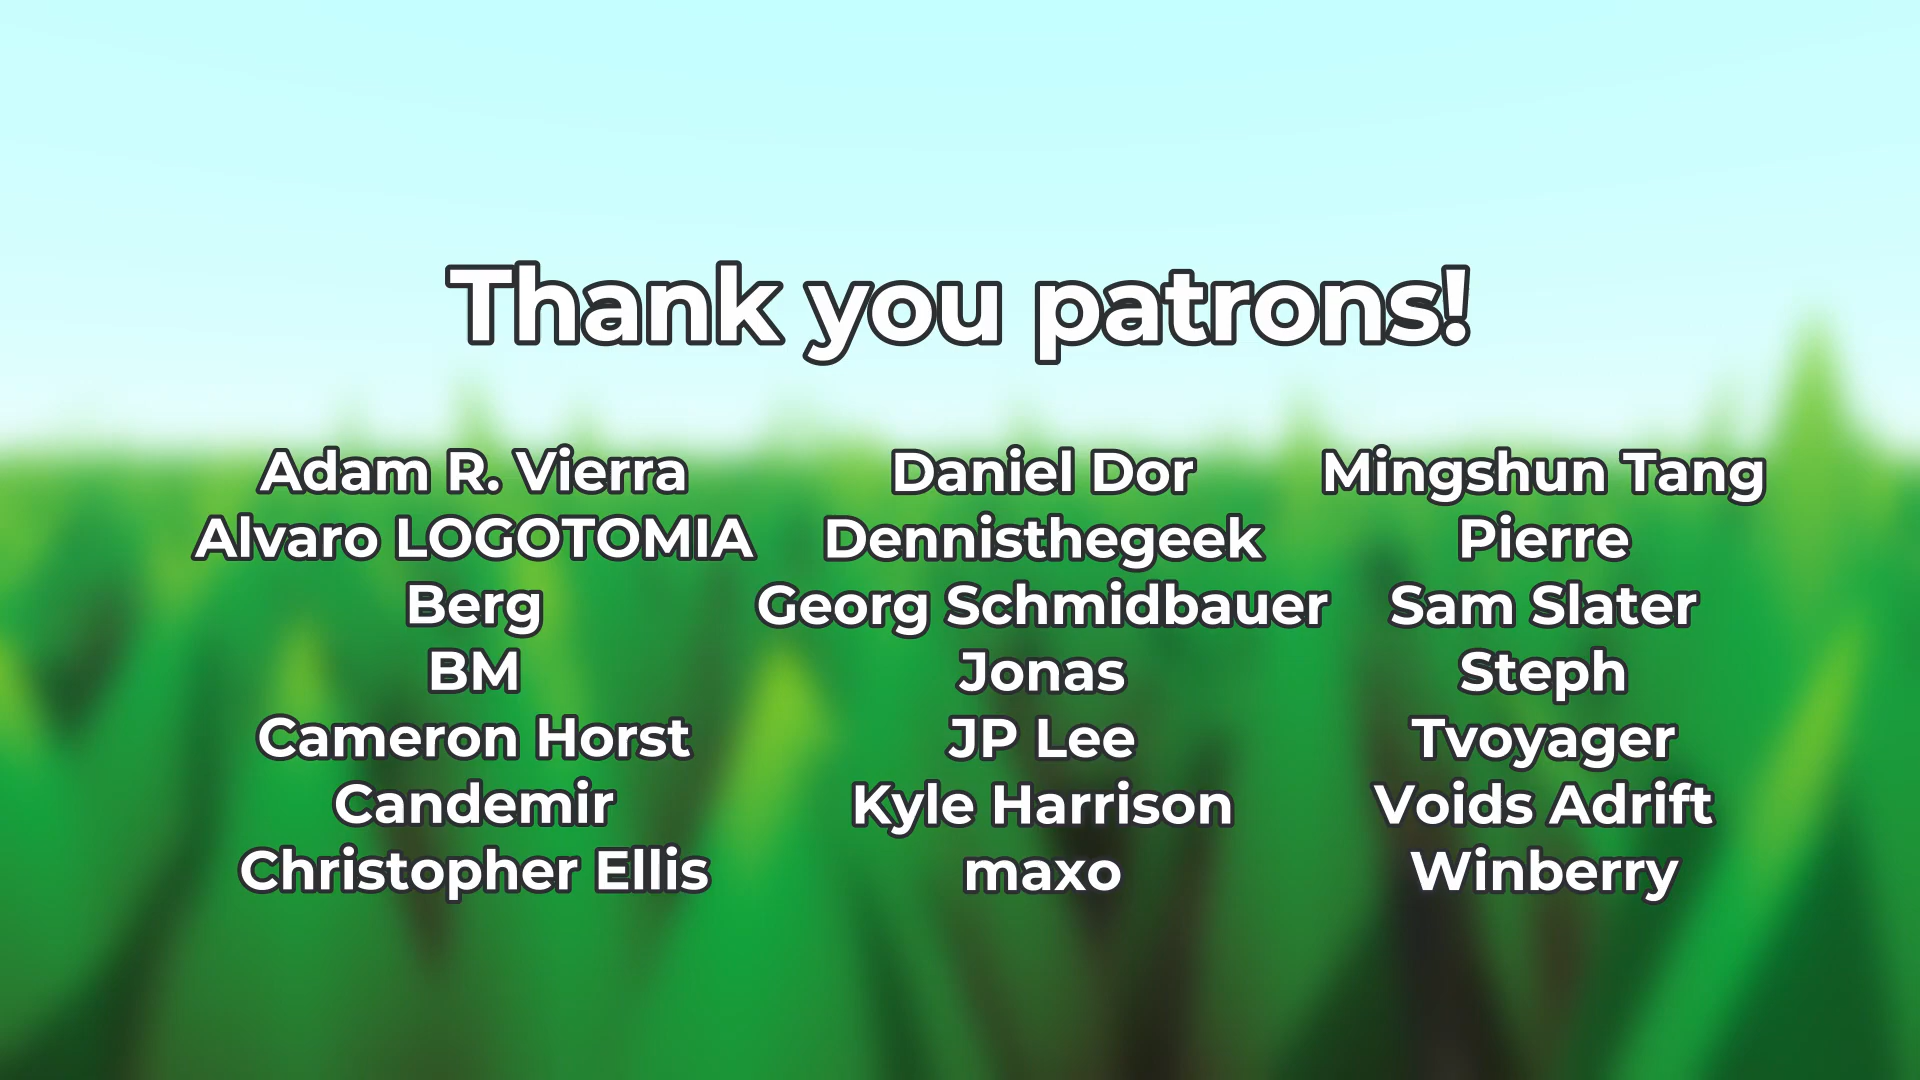 Thank you patrons!
Adam R. Vierra
Alvaro LOGOTOMIA
Berg
BM
Cameron Horst
Candemir
Christopher Ellis
Daniel Dor
Dennisthegeek
Georg Schmidbauer
Jonas
JP Lee
Kyle Harrison
maxo
Mingshun Tang
Pierre
Sam Slater
Steph
Tvoyager
Voids Adrift
Winberry